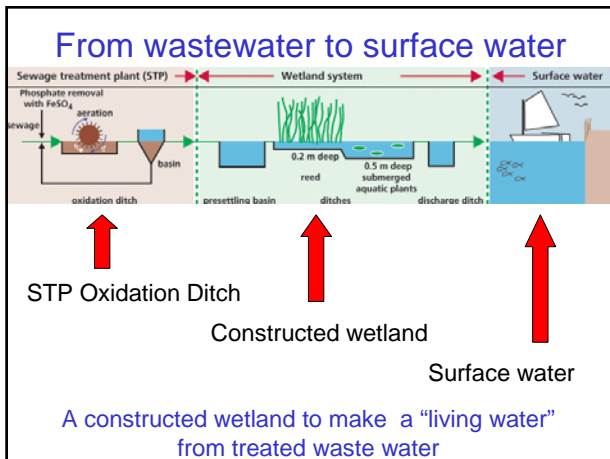 From wastewater to surface water
Sewage treatment plant (STP)
Wetland system
Surface water
Phosphate removal
with FeSO4
aeration
sewage
basin
0.2 m deep
0.5 m deep
reed
submerged
aquatic plants
oxidation ditch
presettling basin
ditches
discharge ditch
STP Oxidation Ditch
Constructed wetland
Surface water
A constructed wetland to make a “living water”
from treated waste water